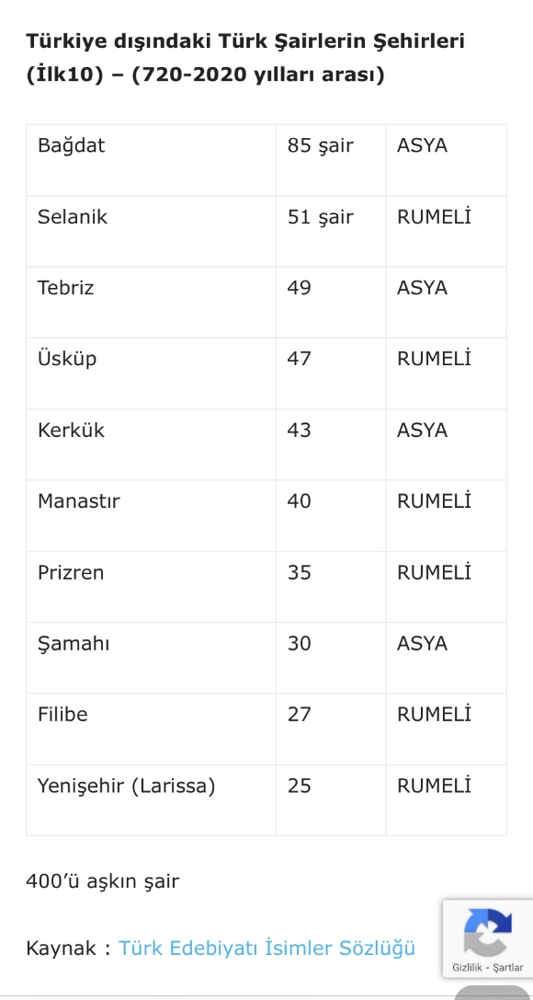 Türkiye dışındaki Türk Şairlerin Şehirleri
(İlk10) – (720-2020 yılları arası)
Bağdat 85 şair ASYA
Selanik 51 şair RUMELİ
Tebriz 49 ASYA
Üsküp 47 RUMELİ
Kerkük 43 ASYA
Manastır 40 RUMELİ
Prizren 35 RUMELİ
Şamahı 30 ASYA
Filibe 27 RUMELİ
Yenişehir (Larissa) 25 RUMELİ
400’ü aşkın şair
Kaynak : Türk Edebiyatı İsimler Sözlüğü
Gizlilik - Şartlar